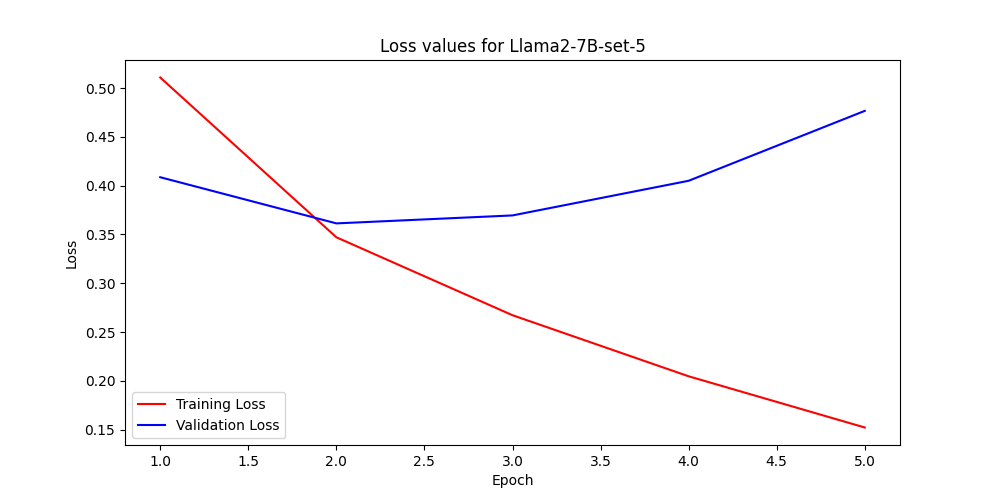 Loss values for Llama2-7B-set-5
0.50
0.45
0.40
0.35
0.30
0.25
0.20
0.15
Loss
Training Loss
Validation Loss
1.0 1.5 2.0 2.5 3.0 3.5 4.0 4.5 5.0
Epoch